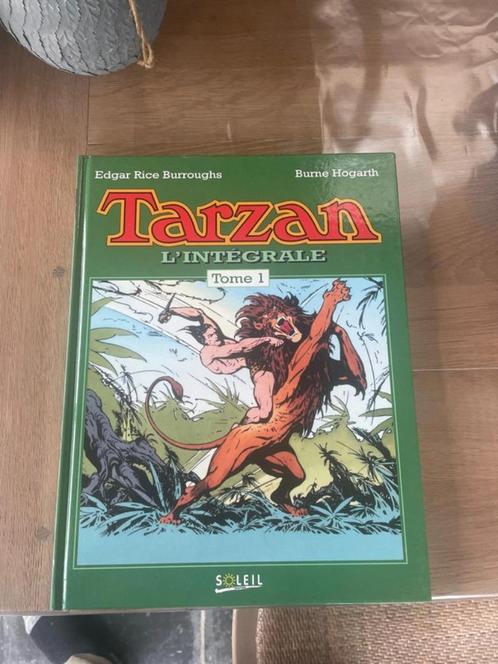 Edgar Rice Burroughs Burne Hogarth
Tarzan
L'INTÉGRALE
Tome 1
SOLEIL